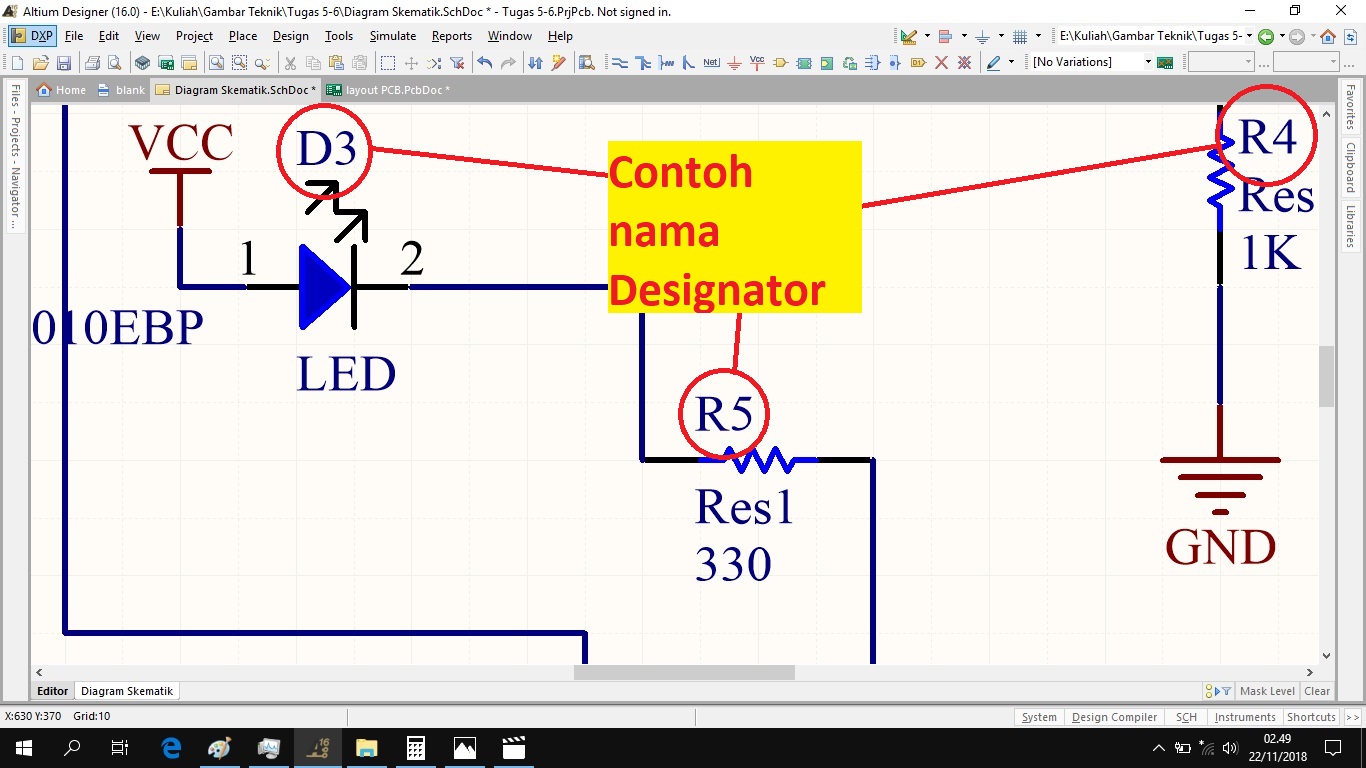 Altium Designer (16.0) - E:\Kuliah\Gambar Teknik\Tugas 5-6\Diagram Skematik.SchDoc * - Tugas 5-6.PrjPcb. Not signed in.
DXP File Edit View Project Place Design Tools Simulate Reports Window Help E:\Kuliah\Gambar Teknik\Tugas 5-
Net Vcc D1 [No Variations] ... ...
Home blank Diagram Skematik.SchDoc * layout PCB.PcbDoc *
Files - Projects - Navigator ...
Favorites
Clipboard
Libraries
VCC
D3
Contoh
nama
Designator
R4
Res
1K
1
2
010EBP
LED
R5
Res1
330
GND
Editor Diagram Skematik Mask Level Clear
X:630 Y:370 Grid:10 System Design Compiler SCH Instruments Shortcuts >>
16
02.49
22/11/2018